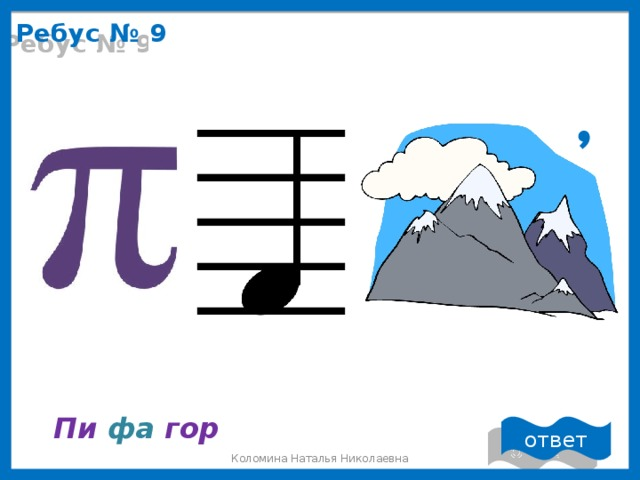 Ребус № 9
π
,
Пи фа гор
ответ
Коломина Наталья Николаевна